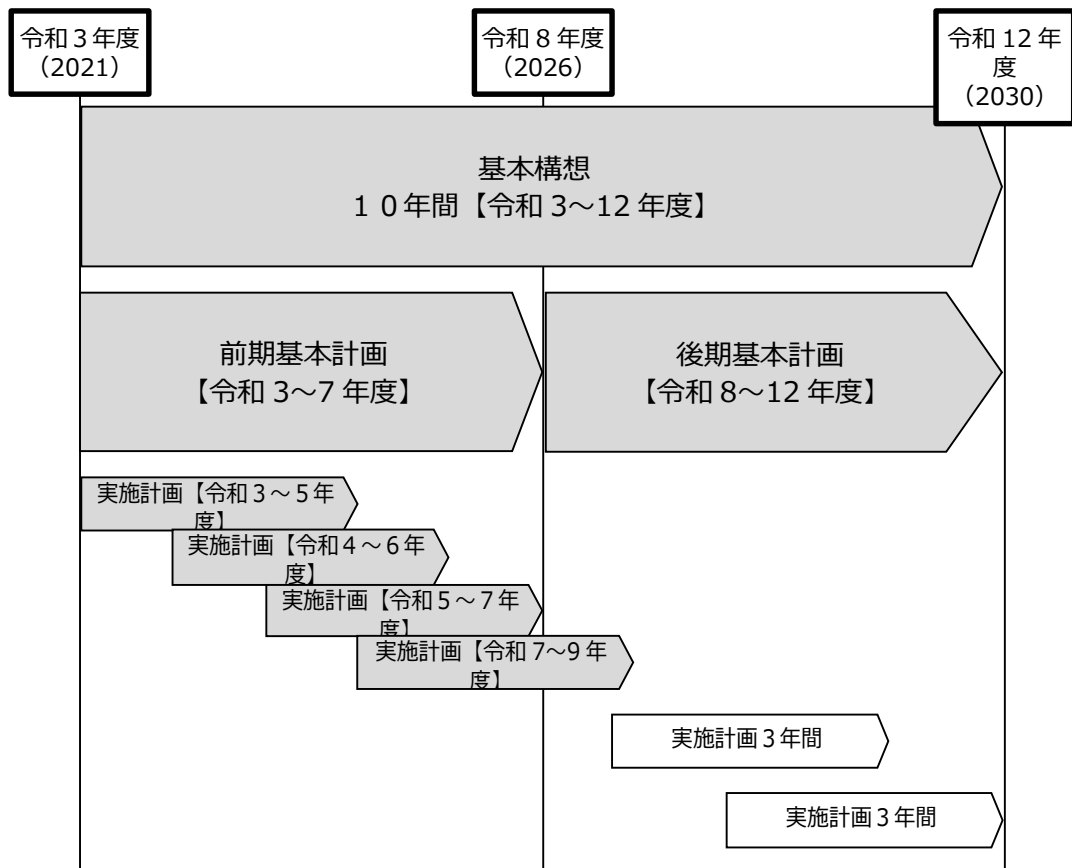 令和３年度
（2021）
令和８年度
（2026）
令和 12 年
度
（2030）
基本構想
１０年間【令和 3～12 年度】
前期基本計画
【令和 3～7 年度】
後期基本計画
【令和 8～12 年度】
実施計画【令和３～５年
度】
実施計画【令和４～６年
度】
実施計画【令和５～７年
度】
実施計画【令和 7～9 年
度】
実施計画３年間
実施計画３年間